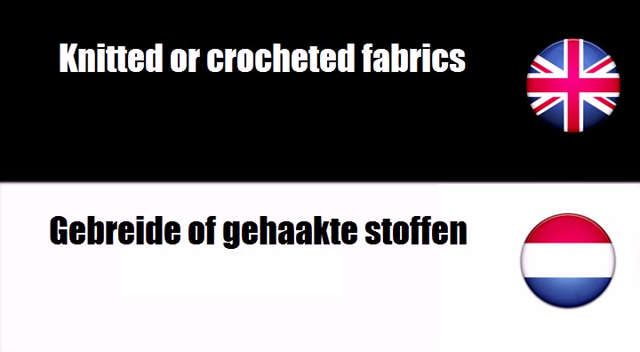 Knitted or crocheted fabrics
Gebreide of gehaakte stoffen